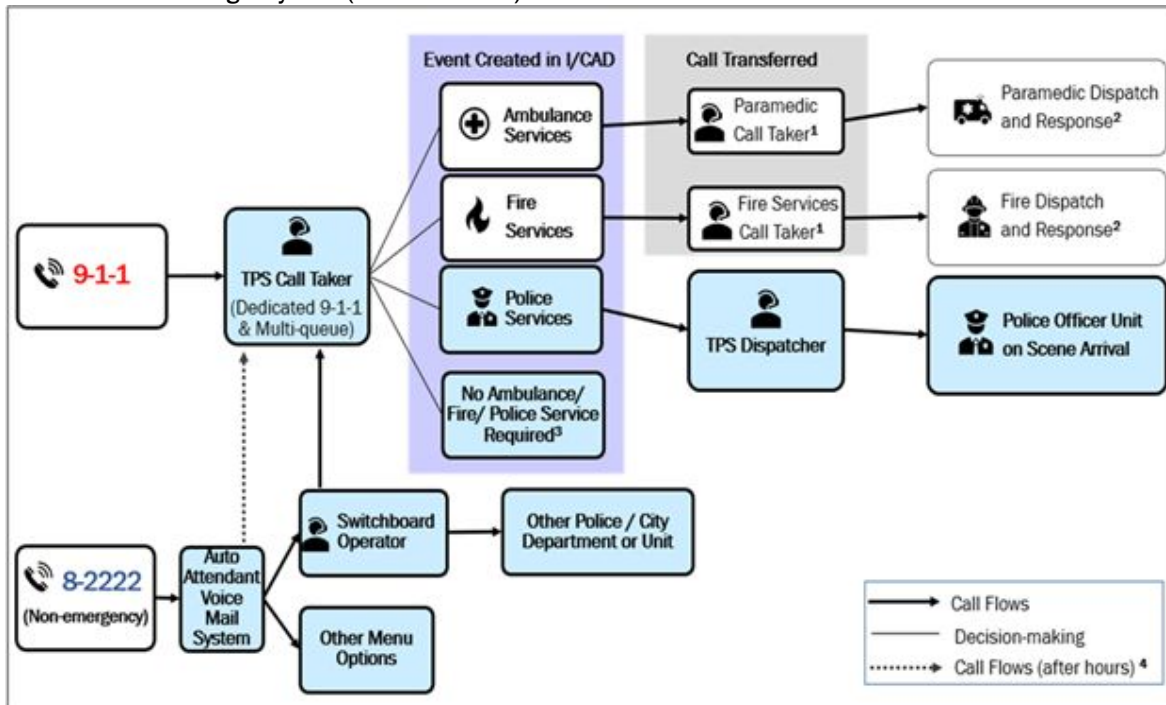 Event Created in I/CAD
Call Transferred
Ambulance
Services
Paramedic
Call Taker¹
Paramedic Dispatch
and Response²
Fire
Services
Fire Services
Call Taker¹
Fire Dispatch
and Response²
9-1-1
TPS Call Taker
(Dedicated 9-1-1
& Multi-queue)
Police
Services
TPS Dispatcher
Police Officer Unit
on Scene Arrival
No Ambulance/
Fire/ Police Service
Required³
Switchboard
Operator
Other Police / City
Department or Unit
8-2222
(Non-emergency)
Auto
Attendant
Voice
Mail
System
Other Menu
Options
Call Flows
Decision-making
Call Flows (after hours) ⁴